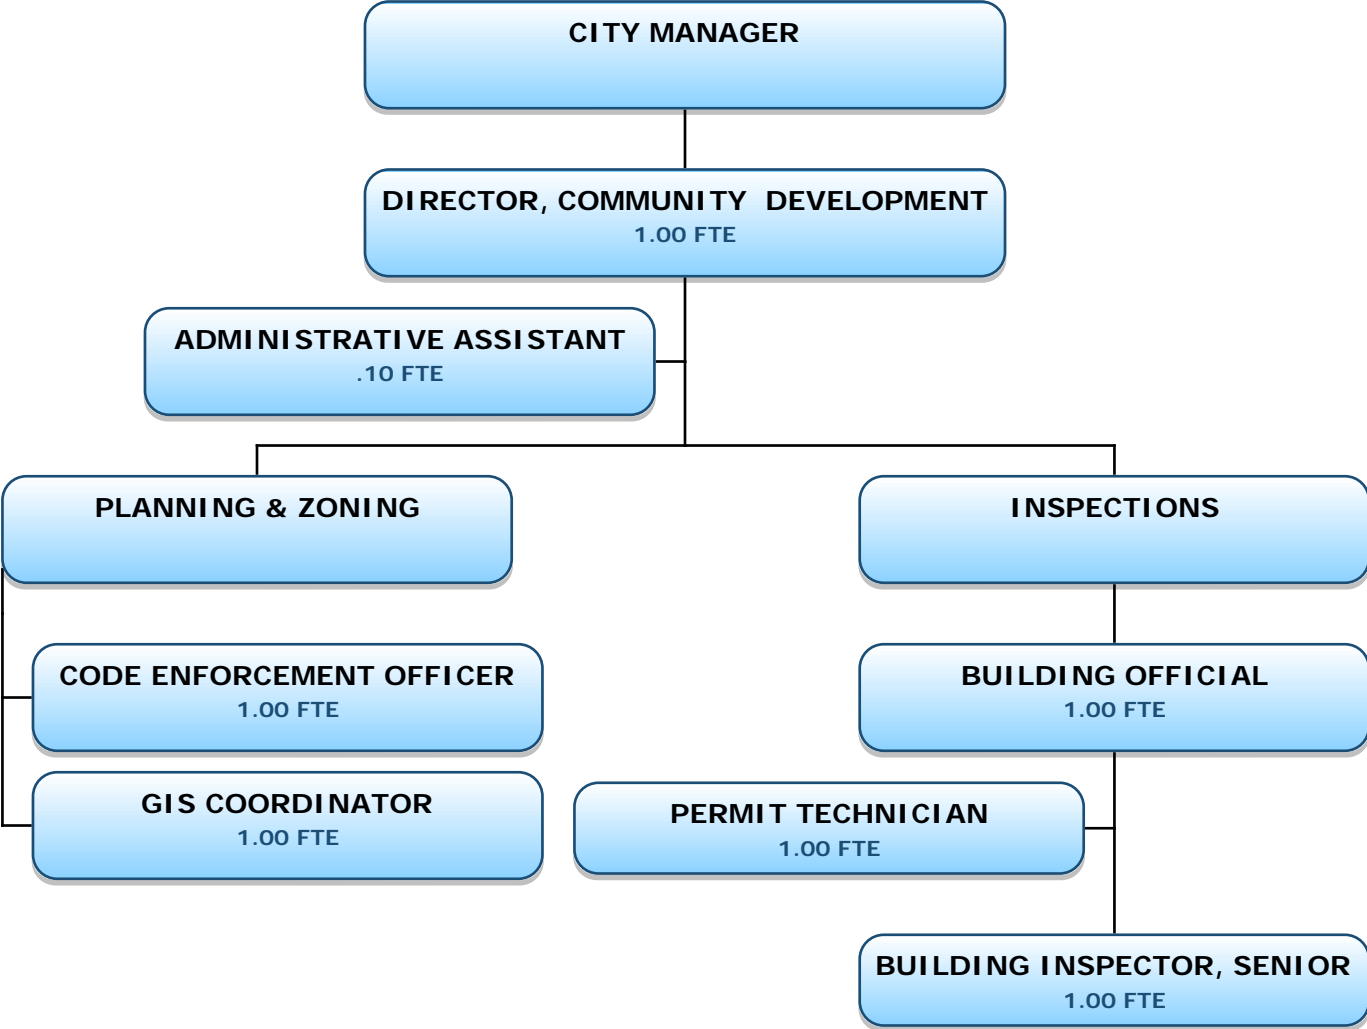 CITY MANAGER
DIRECTOR, COMMUNITY DEVELOPMENT
1.00 FTE
ADMINISTRATIVE ASSISTANT
.10 FTE
PLANNING & ZONING
INSPECTIONS
CODE ENFORCEMENT OFFICER
1.00 FTE
BUILDING OFFICIAL
1.00 FTE
GIS COORDINATOR
1.00 FTE
PERMIT TECHNICIAN
1.00 FTE
BUILDING INSPECTOR, SENIOR
1.00 FTE